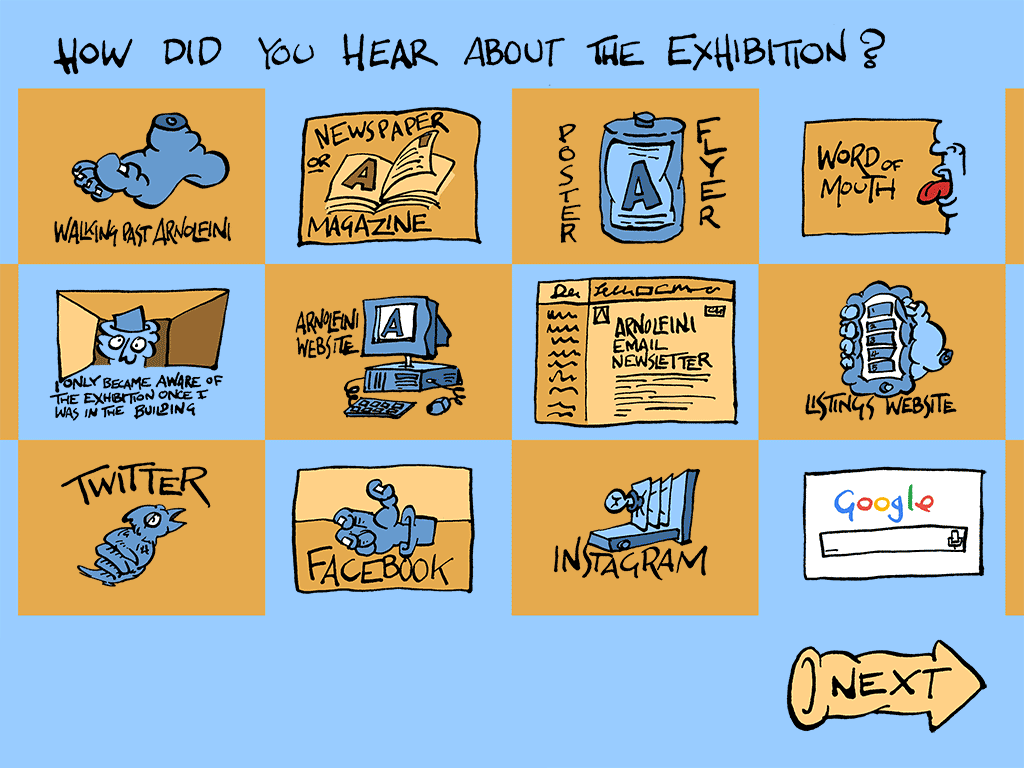 HOW DID YOU HEAR ABOUT THE EXHIBITION?
WALKING PAST ARNOLFINI
NEWSPAPER
OR
A
MAGAZINE
POSTER
A
FLYER
WORD OF
MOUTH
I ONLY BECAME AWARE OF
THE EXHIBITION ONCE I
WAS IN THE BUILDING
ARNOLFINI
WEBSITE
A
A
ARNOLFINI
EMAIL
NEWSLETTER
LISTINGS WEBSITE
TWITTER
FACEBOOK
INSTAGRAM
Google
NEXT